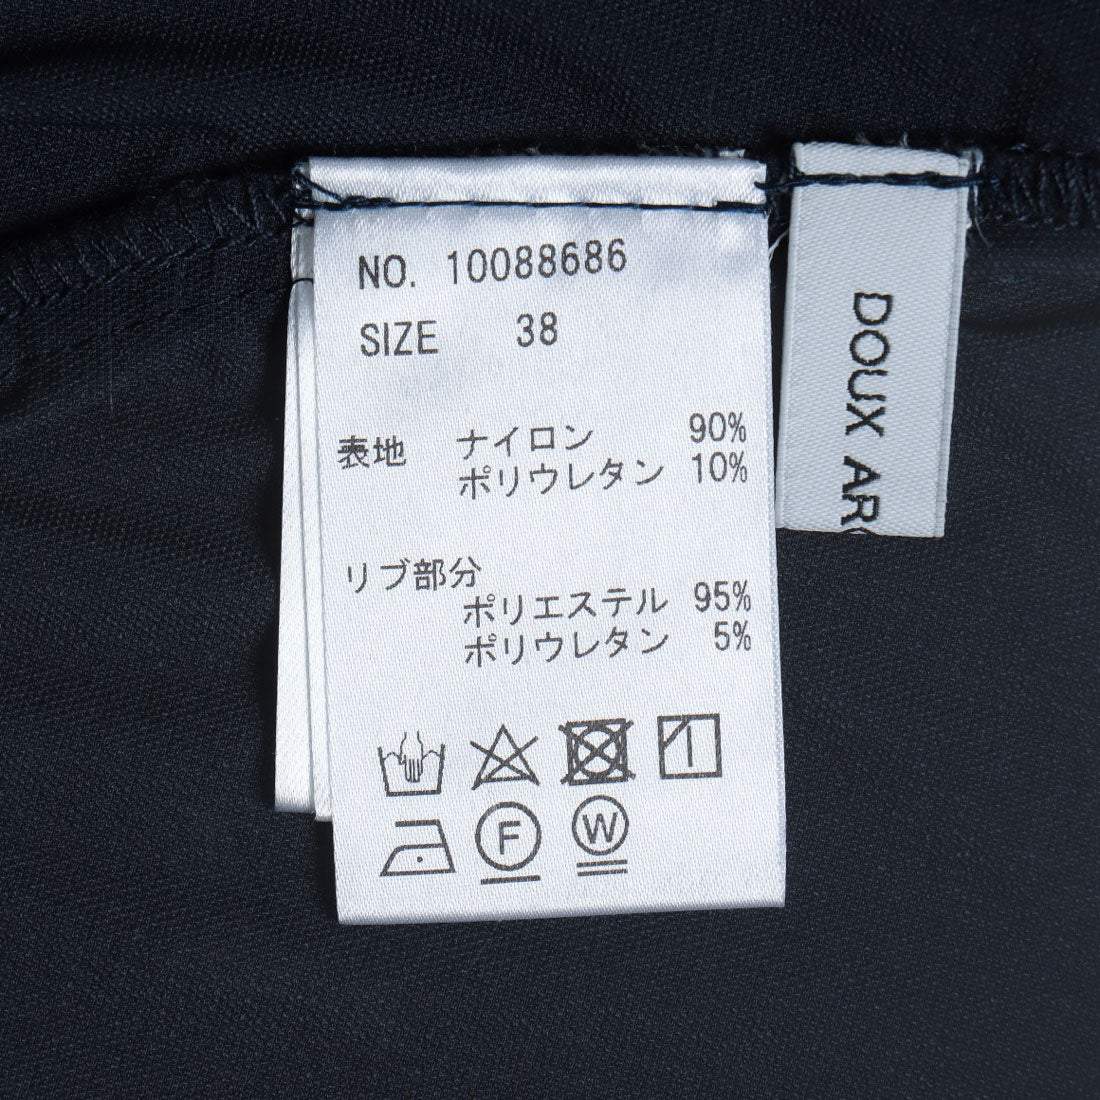 NO. 10088686
SIZE 38
表地 ナイロン 90%
ポリウレタン 10%
リブ部分
ポリエステル 95%
ポリウレタン 5%
F
W
DOUX